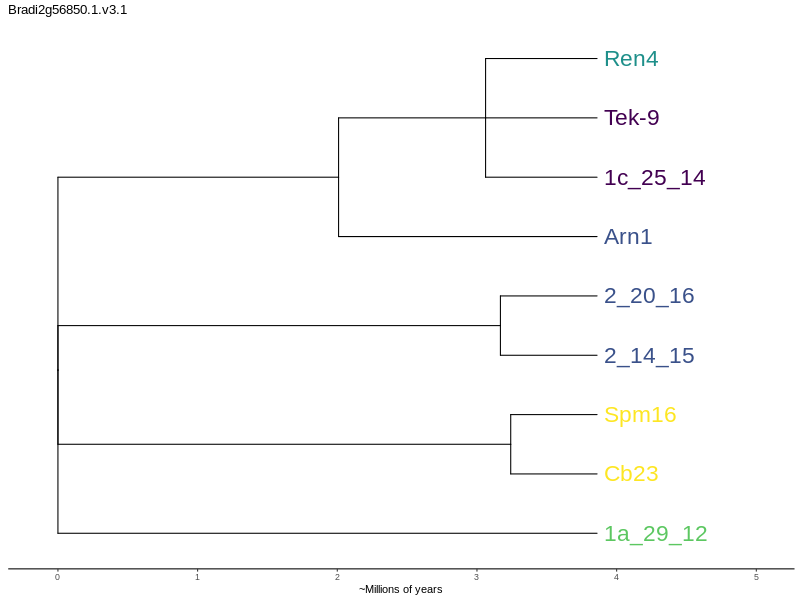 Bradi2g56850.1.v3.1
Ren4
Tek-9
1c_25_14
Arn1
2_20_16
2_14_15
Spm16
Cb23
1a_29_12
0 1 2 3 4 5
~Millions of years